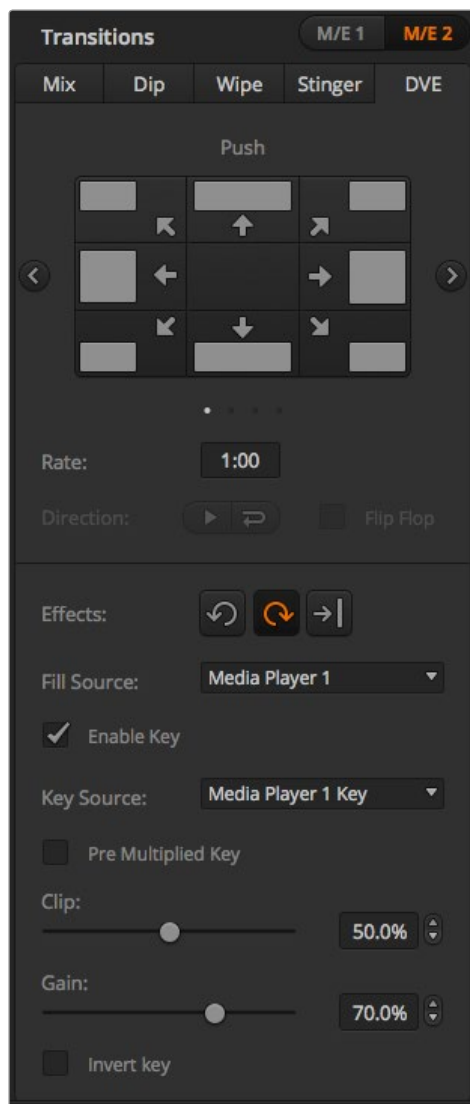 Transitions M/E 1 M/E 2
Mix Dip Wipe Stinger DVE
Push
Rate: 1:00
Direction: Flip Flop
Effects:
Fill Source: Media Player 1
Enable Key
Key Source: Media Player 1 Key
Pre Multiplied Key
Clip:
50.0%
Gain:
70.0%
Invert key